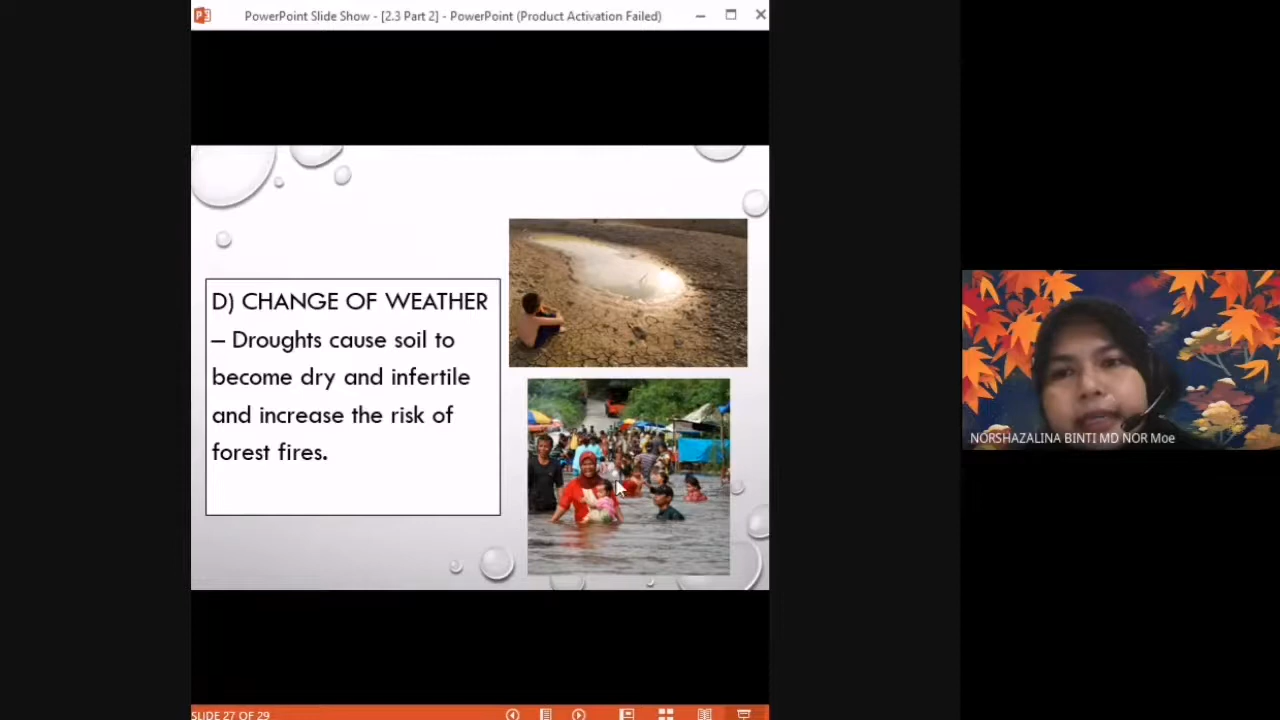 PowerPoint Slide Show - [2.3 Part 2] - PowerPoint (Product Activation Failed)
D) CHANGE OF WEATHER
– Droughts cause soil to
become dry and infertile
and increase the risk of
forest fires.
NORSHAZALINA BINTI MD NOR Moe
SLIDE 27 OF 29